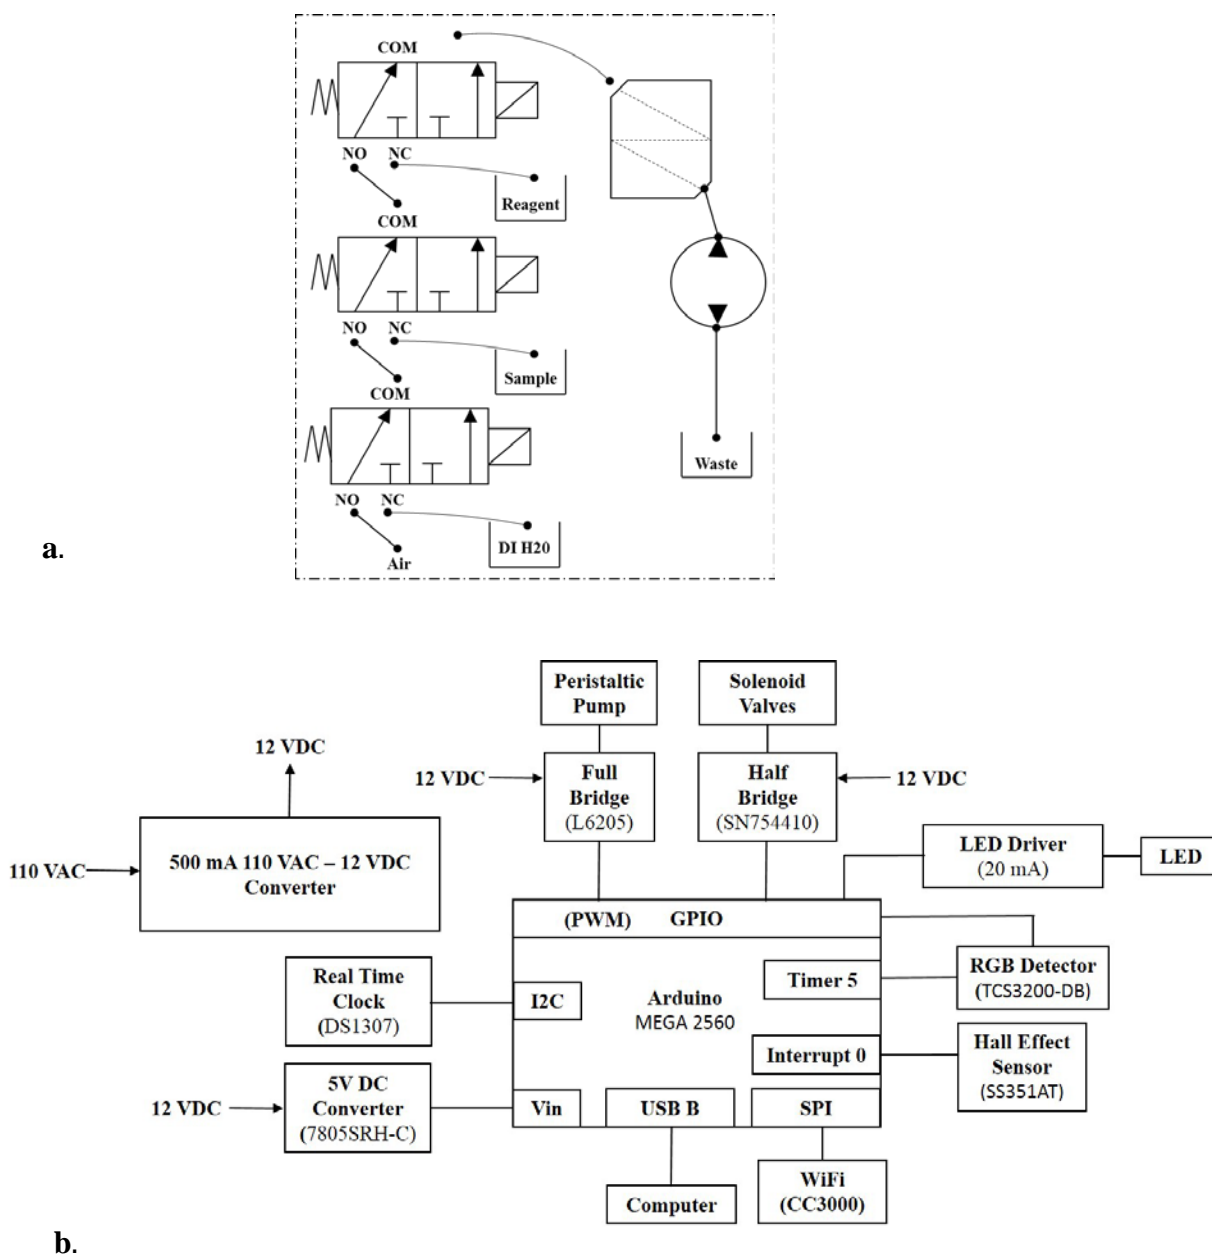 COM
NO NC
Reagent
COM
NO NC
Sample
COM
NO NC
DI H20
Air
Waste
a.
Peristaltic
Pump
Solenoid
Valves
12 VDC
12 VDC
Full
Bridge
(L6205)
Half
Bridge
(SN754410)
12 VDC
110 VAC
500 mA 110 VAC – 12 VDC
Converter
LED Driver
(20 mA)
LED
(PWM) GPIO
Real Time
Clock
(DS1307)
I2C
Arduino
MEGA 2560
Timer 5
RGB Detector
(TCS3200-DB)
Interrupt 0
Hall Effect
Sensor
(SS351AT)
12 VDC
5V DC
Converter
(7805SRH-C)
Vin
USB B
SPI
Computer
WiFi
(CC3000)
b.